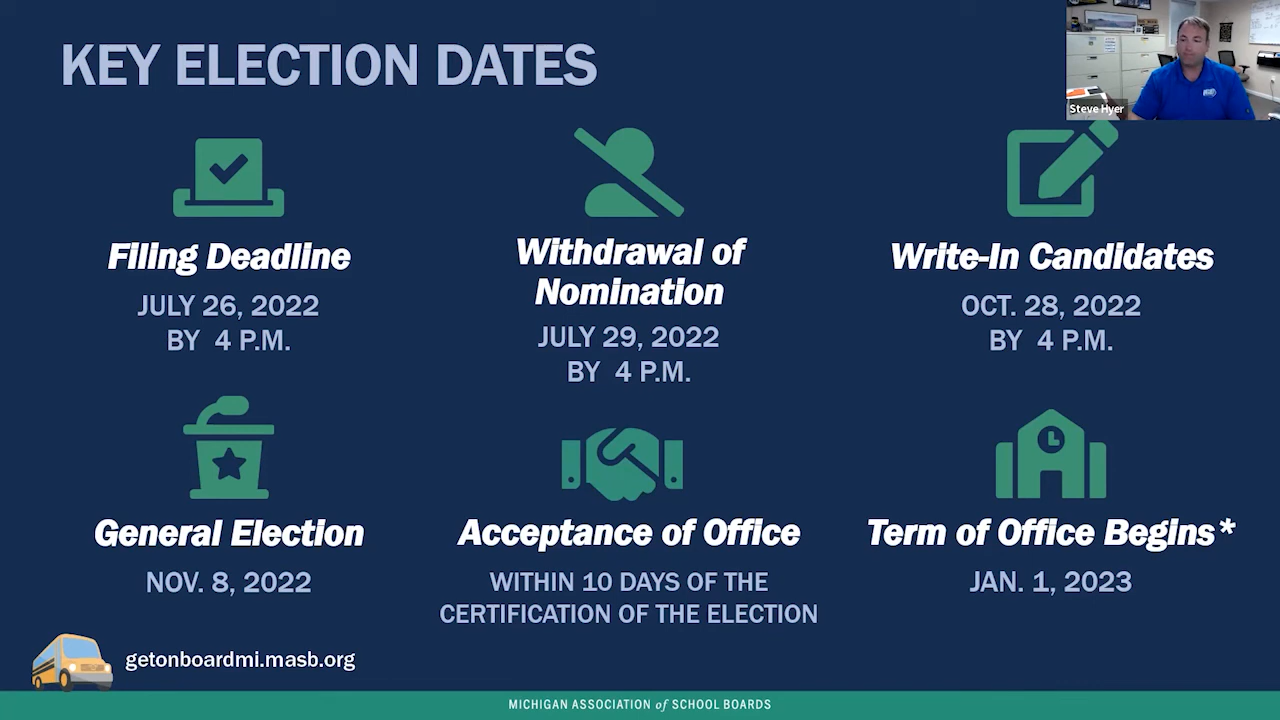 KEY ELECTION DATES
Steve Hyer
Filing Deadline
JULY 26, 2022
BY 4 P.M.
Withdrawal of
Nomination
JULY 29, 2022
BY 4 P.M.
Write-In Candidates
OCT. 28, 2022
BY 4 P.M.
General Election
NOV. 8, 2022
Acceptance of Office
WITHIN 10 DAYS OF THE
CERTIFICATION OF THE ELECTION
Term of Office Begins*
JAN. 1, 2023
getonboardmi.masb.org
MICHIGAN ASSOCIATION of SCHOOL BOARDS